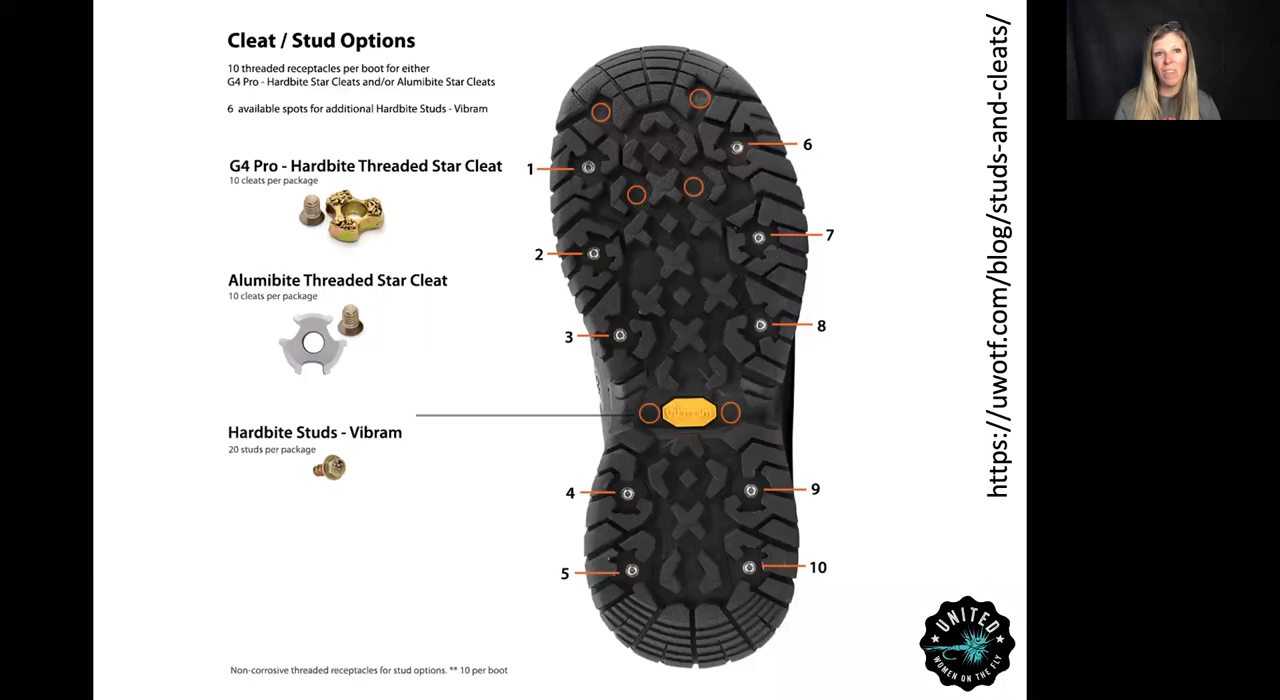 Cleat / Stud Options
10 threaded receptacles per boot for either
G4 Pro - Hardbite Star Cleats and/or Alumibite Star Cleats
6 available spots for additional Hardbite Studs - Vibram
G4 Pro - Hardbite Threaded Star Cleat
10 cleats per package
Alumibite Threaded Star Cleat
10 cleats per package
Hardbite Studs - Vibram
20 studs per package
Non-corrosive threaded receptacles for stud options. ** 10 per boot
1
2
3
4
5
6
7
8
9
10
vibram
https://uwotf.com/blog/studs-and-cleats/
UNITED
WOMEN ON THE FLY